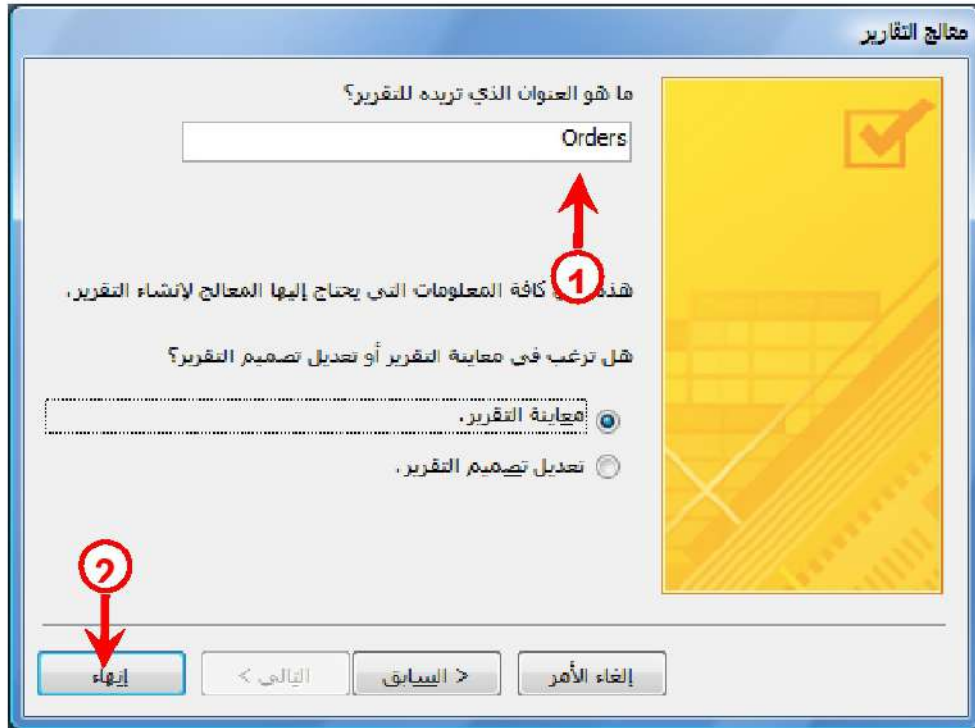 معالج التقارير
ما هو العنوان الذي تريده للتقرير؟
Orders
1
هذه كافة المعلومات التي يحتاج إليها المعالج لإنشاء التقرير.
هل ترغب في معاينة التقرير أو تعديل تصميم التقرير؟
معاينة التقرير.
تعديل تصميم التقرير.
2
إلغاء الأمر
< السابق
التالي >
إنهاء